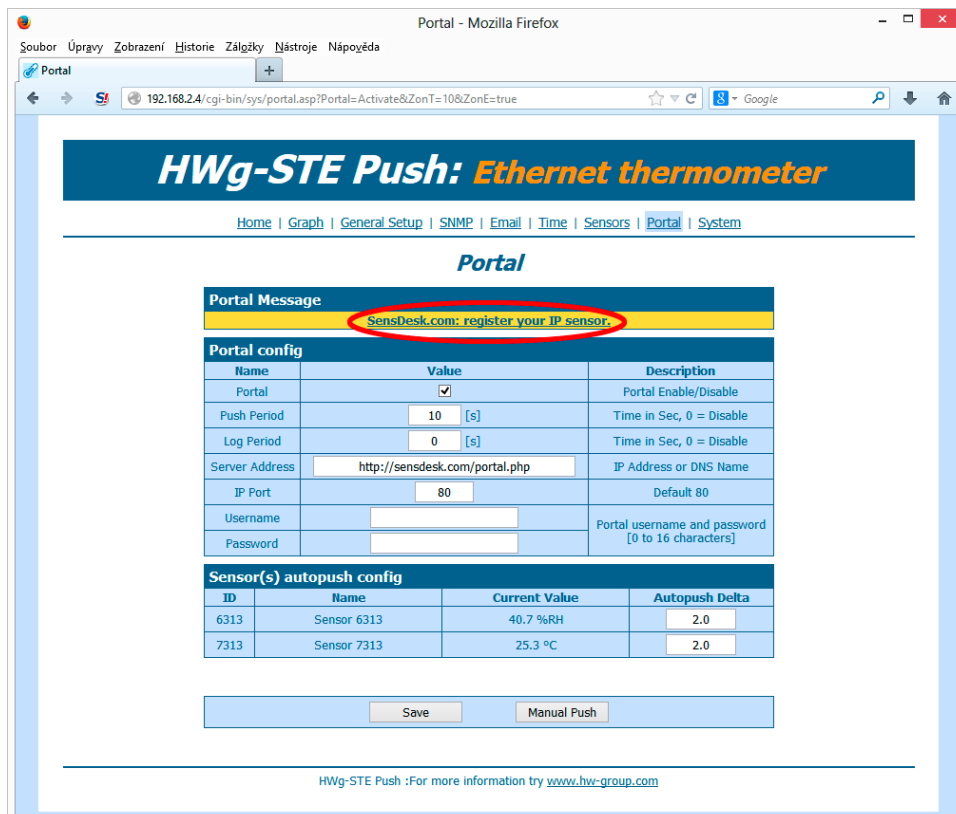 Portal - Mozilla Firefox
Soubor Úpravy Zobrazení Historie Záložky Nástroje Nápověda
Portal
192.168.2.4/cgi-bin/sys/portal.asp?Portal=Activate&ZonT=10&ZonE=true
Google
HWg-STE Push: Ethernet thermometer
Home | Graph | General Setup | SNMP | Email | Time | Sensors | Portal | System
Portal
Portal Message
SensDesk.com: register your IP sensor.
Portal config
Name Value Description
Portal Portal Enable/Disable
Push Period 10 [s] Time in Sec, 0 = Disable
Log Period 0 [s] Time in Sec, 0 = Disable
Server Address http://sensdesk.com/portal.php IP Address or DNS Name
IP Port 80 Default 80
Username
Portal username and password
[0 to 16 characters]
Password
Sensor(s) autopush config
ID Name Current Value Autopush Delta
6313 Sensor 6313 40.7 %RH 2.0
7313 Sensor 7313 25.3 ºC 2.0
Save Manual Push
HWg-STE Push :For more information try www.hw-group.com